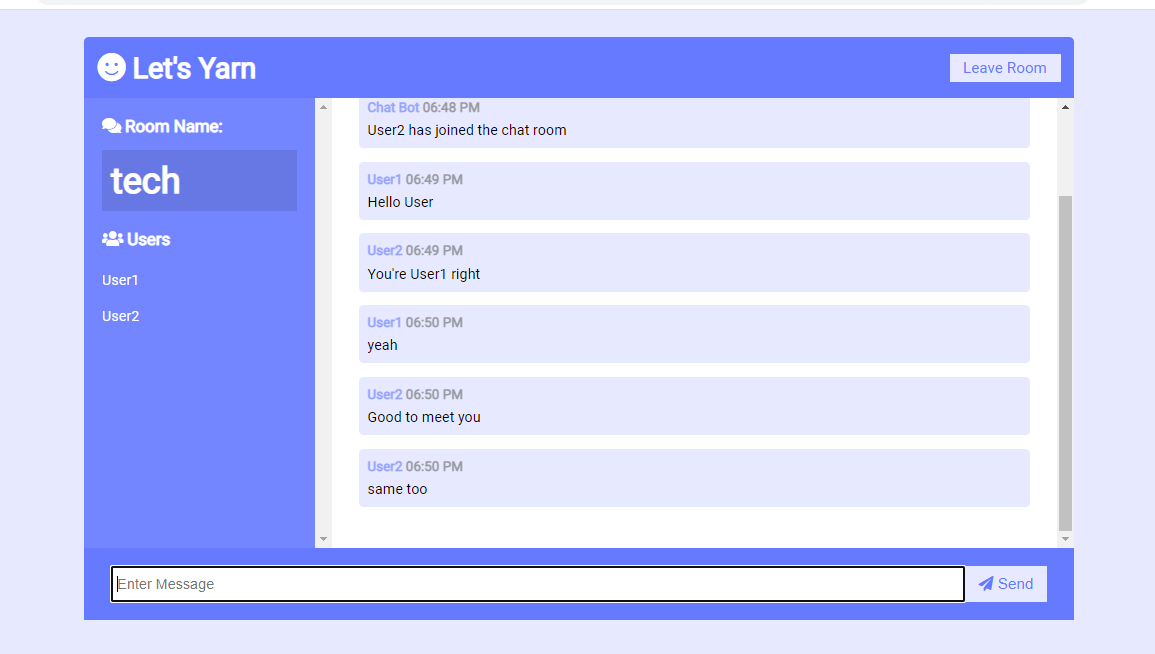 Let's Yarn
Leave Room
Room Name:
tech
Users
User1
User2
Chat Bot 06:48 PM
User2 has joined the chat room
User1 06:49 PM
Hello User
User2 06:49 PM
You're User1 right
User1 06:50 PM
yeah
User2 06:50 PM
Good to meet you
User2 06:50 PM
same too
Enter Message
Send